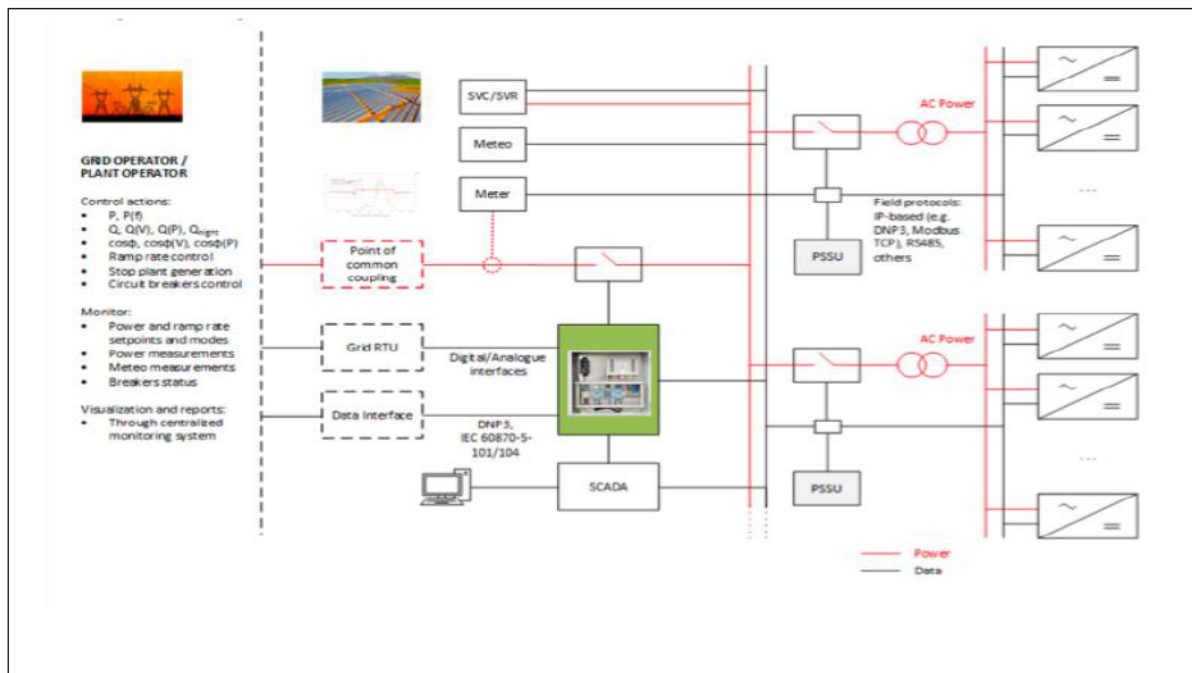 GRID OPERATOR /
PLANT OPERATOR
Control actions:
• P, P(f)
• Q, Q(V), Q(P), Qnight
• cosϕ, cosϕ(V), cosϕ(P)
• Ramp rate control
• Stop plant generation
• Circuit breakers control
Monitor:
• Power and ramp rate
setpoints and modes
• Power measurements
• Meteo measurements
• Breakers status
Visualization and reports:
• Through centralized
monitoring system
SVC/SVR
Meteo
Meter
Point of
common
coupling
Grid RTU
Data Interface
Digital/Analogue
interfaces
DNP3,
IEC 60870-5-
101/104
SCADA
AC Power
Field protocols:
IP-based (e.g.
DNP3, Modbus
TCP), RS485,
others
PSSU
...
AC Power
PSSU
...
Power
Data